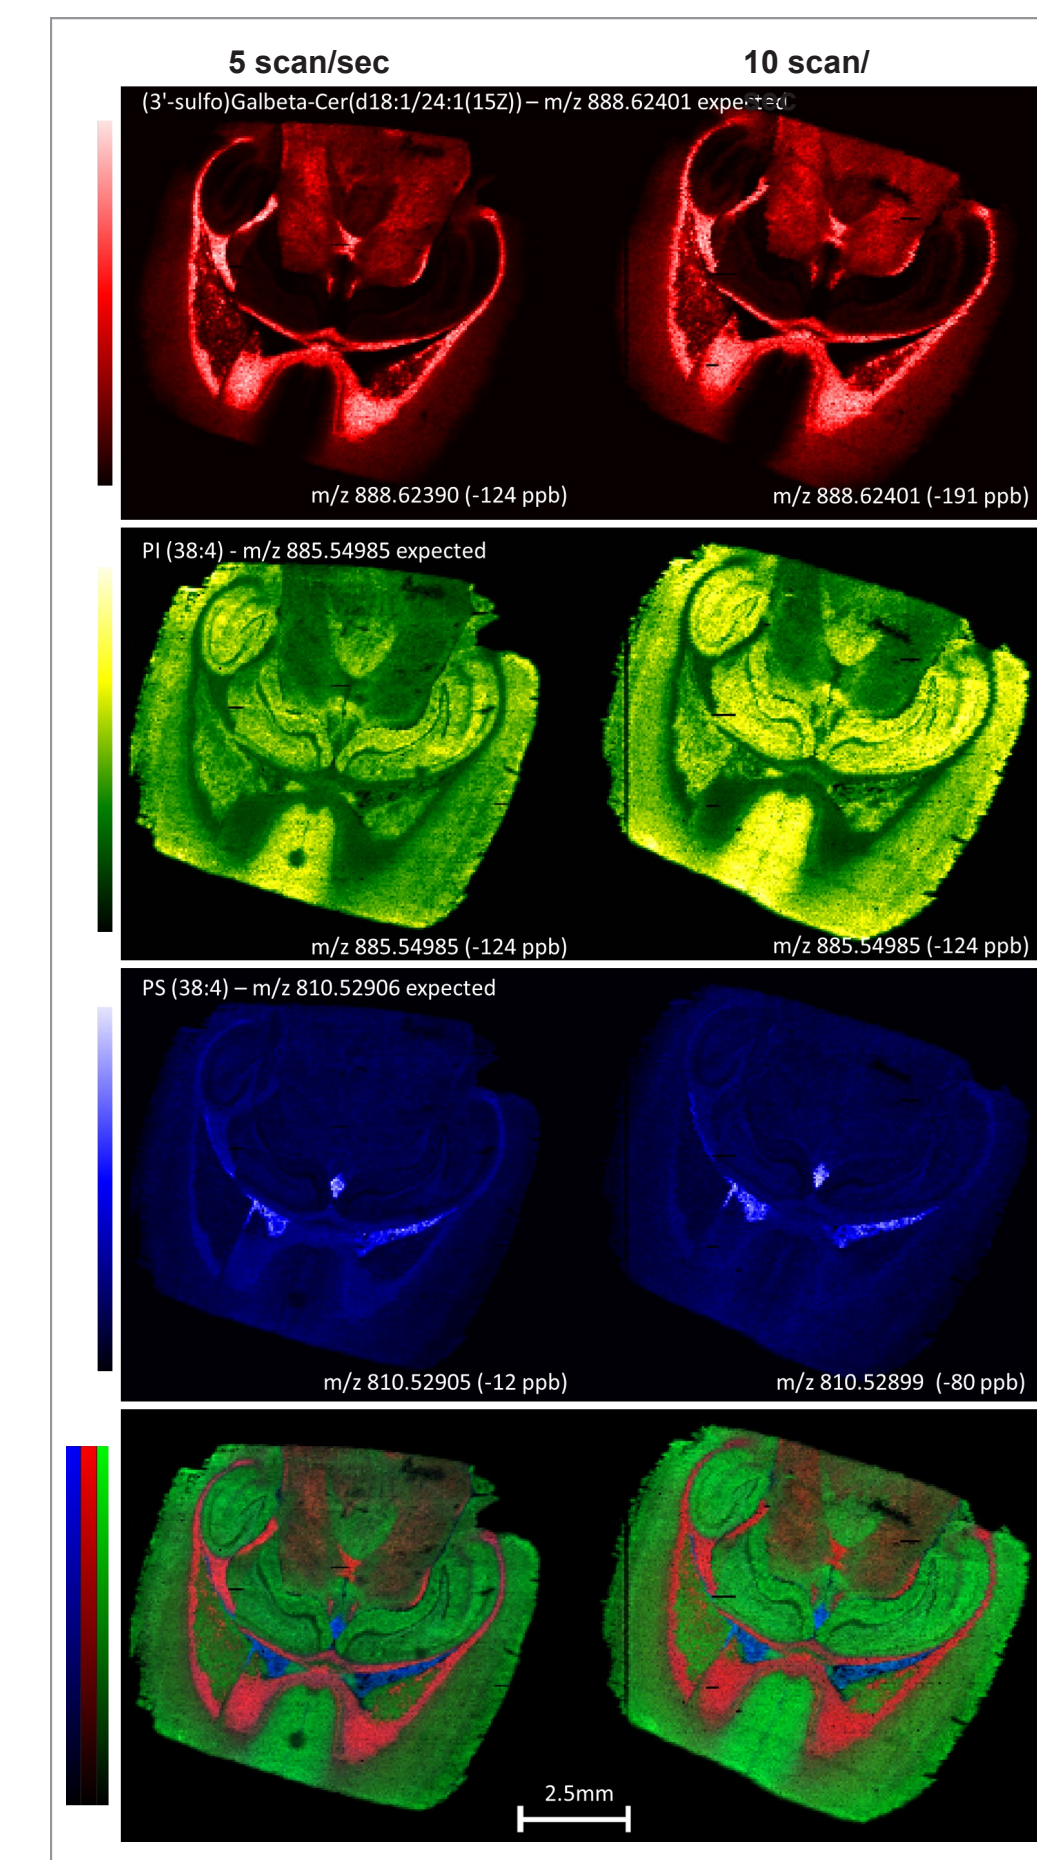 5 scan/sec
10 scan/
sec
(3'-sulfo)Galbeta-Cer(d18:1/24:1(15Z)) – m/z 888.62401 expected
m/z 888.62390 (-124 ppb)
m/z 888.62401 (-191 ppb)
PI (38:4) - m/z 885.54985 expected
m/z 885.54985 (-124 ppb)
m/z 885.54985 (-124 ppb)
PS (38:4) – m/z 810.52906 expected
m/z 810.52905 (-12 ppb)
m/z 810.52899 (-80 ppb)
2.5mm